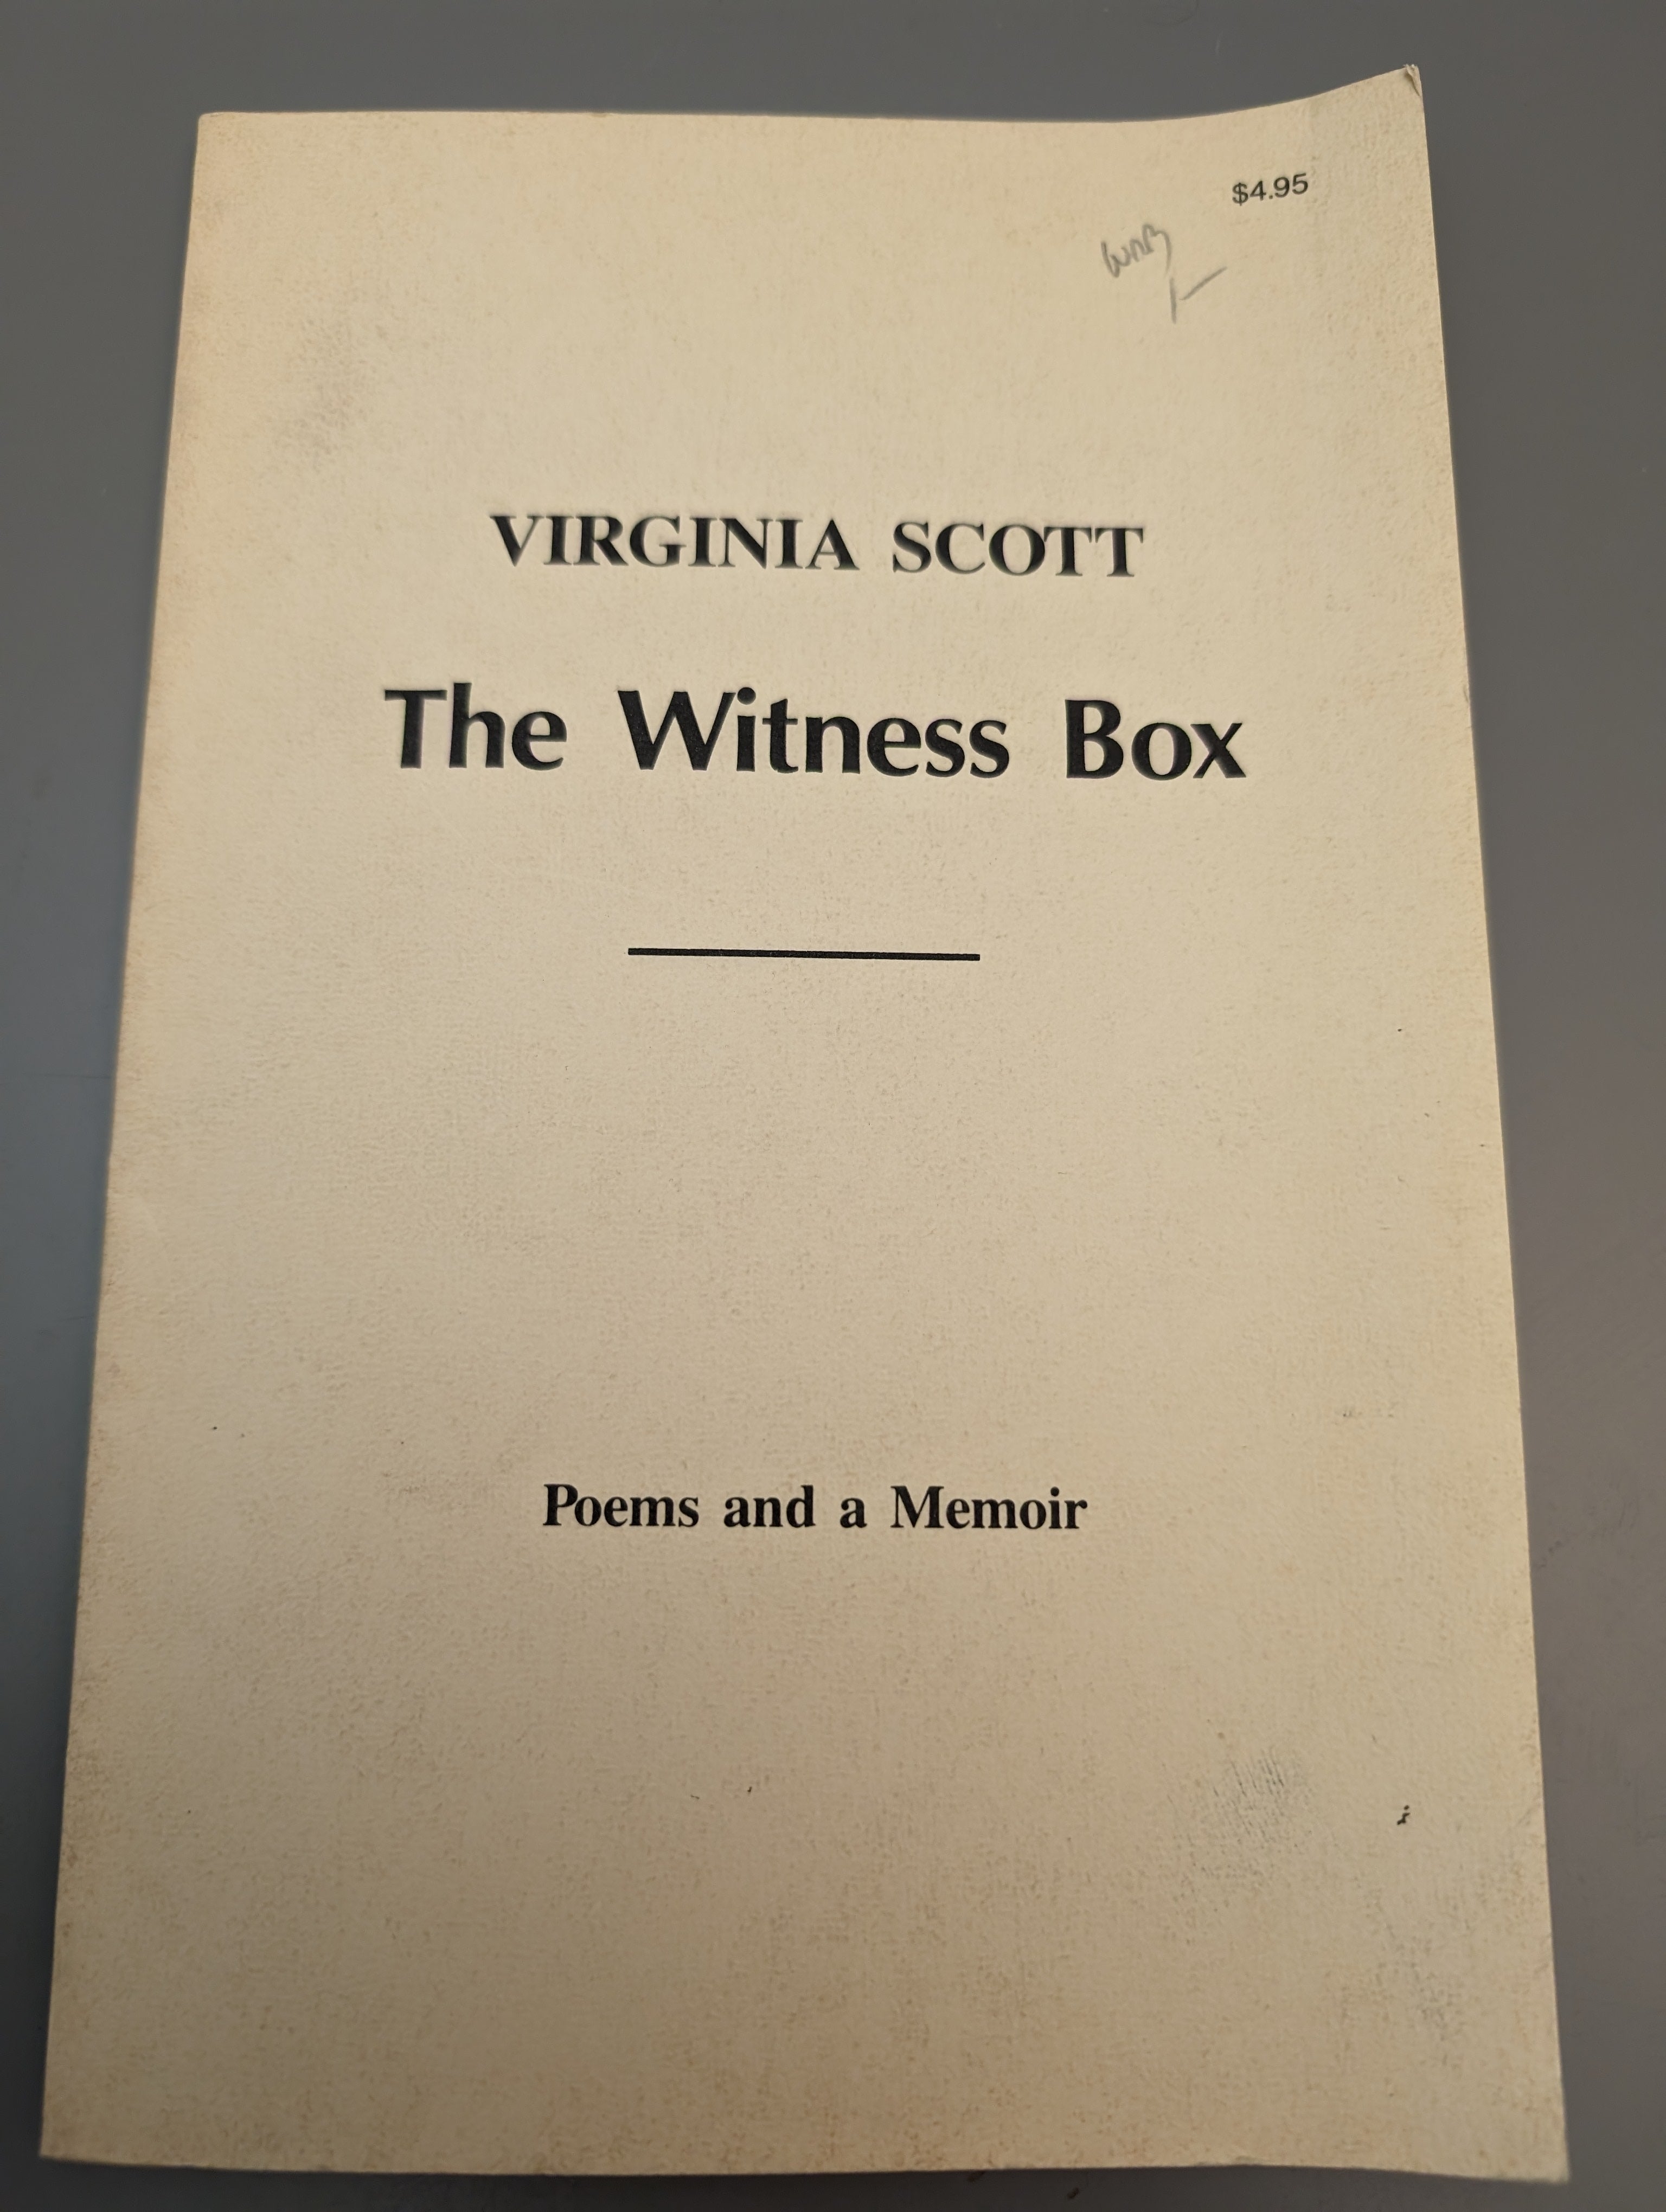 $4.95
VIRGINIA SCOTT
The Witness Box
Poems and a Memoir